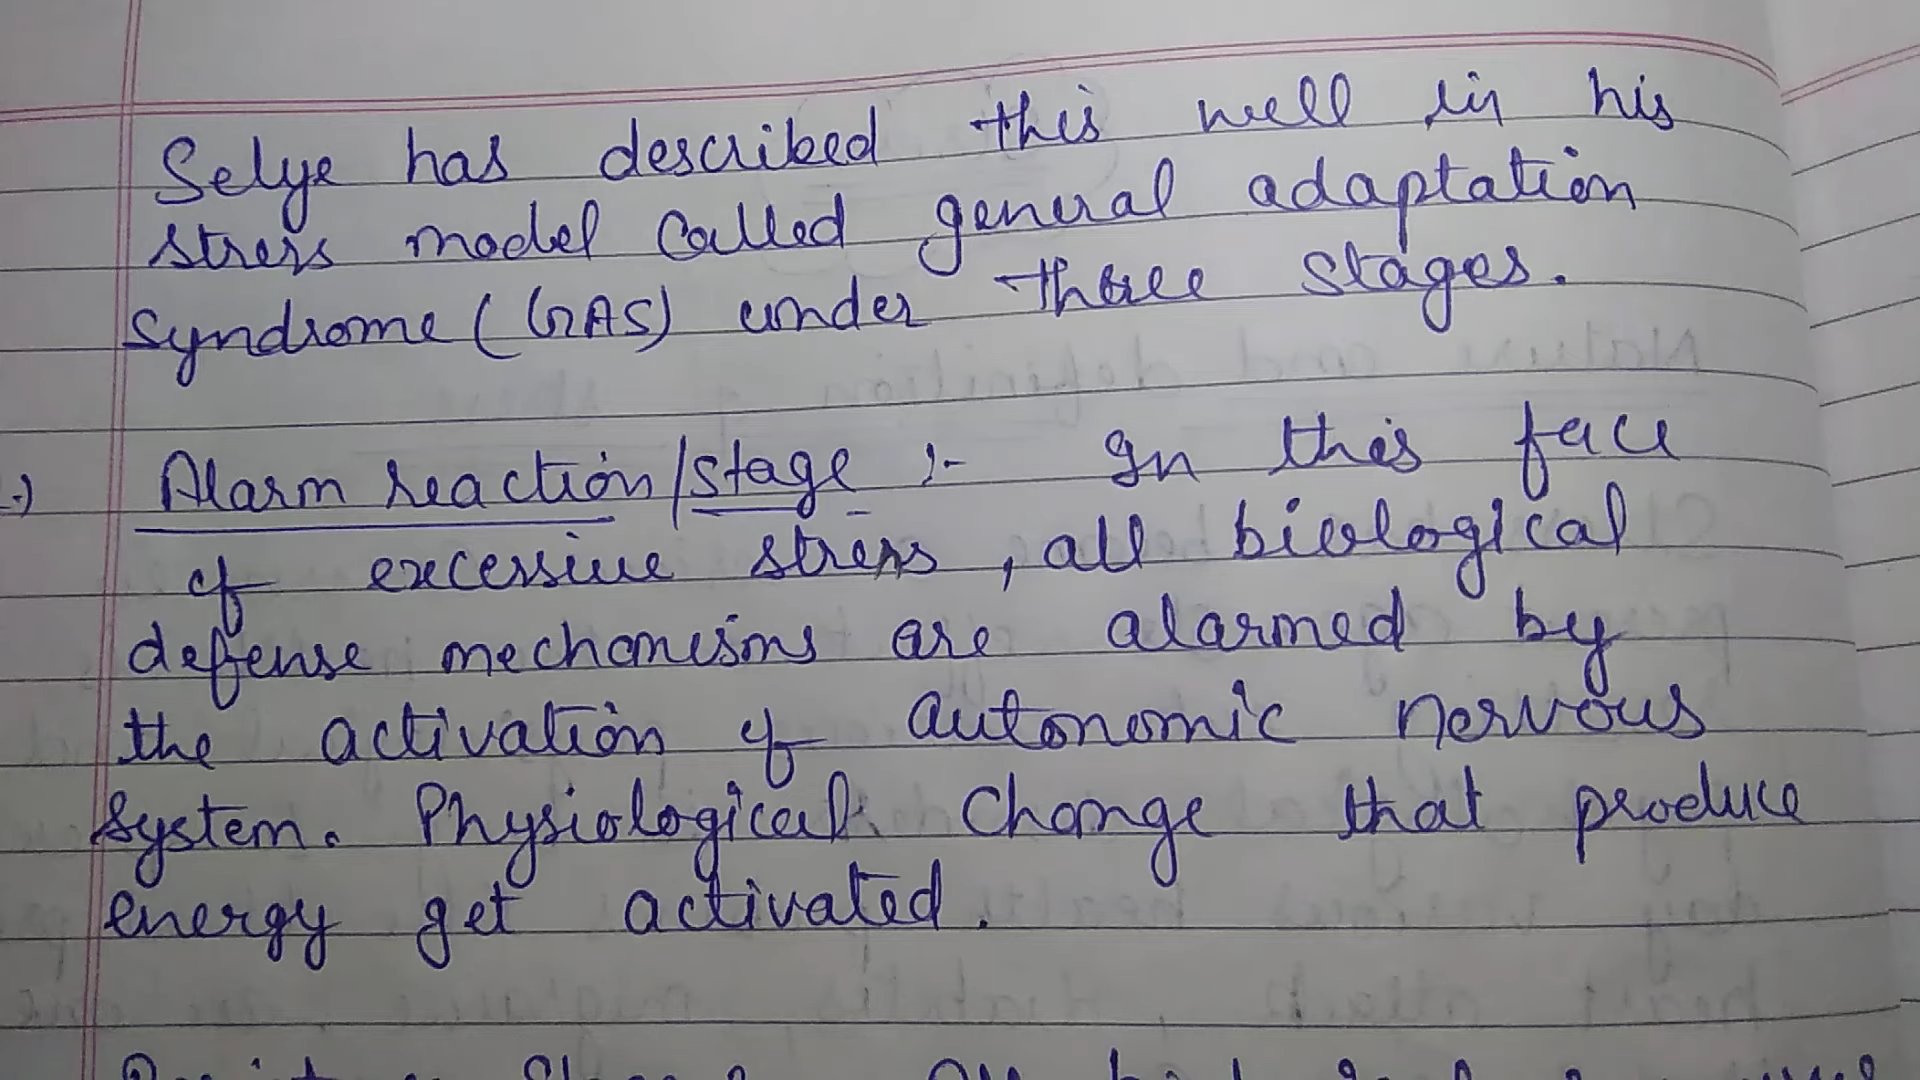 Selye has described this well in his
stress model called general adaptation
syndrome (GAS) under three stages.
Alarm reaction/stage :- In this face
of excessive stress, all biological
defense mechanisms are alarmed by
the activation of autonomic nervous
system. Physiological change that produce
energy get activated.